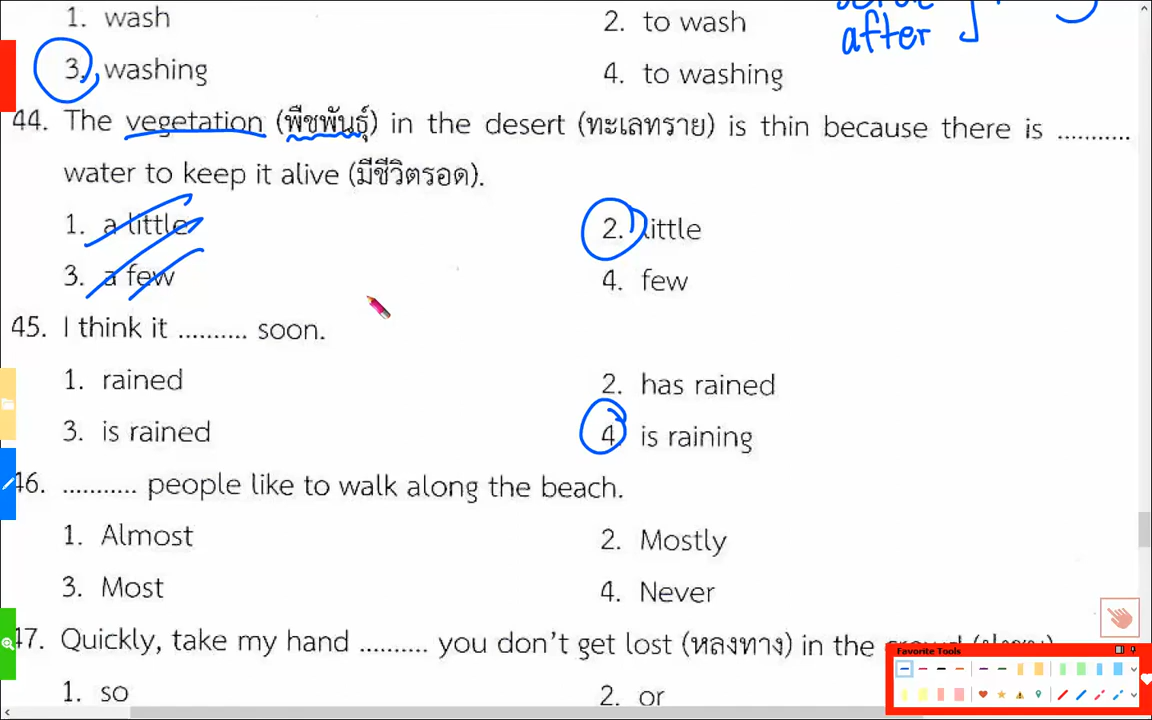 1. wash 2. to wash
after
3. washing 4. to washing
44. The vegetation (พืชพันธุ์) in the desert (ทะเลทราย) is thin because there is ...........
water to keep it alive (มีชีวิตรอด).
1. a little 2. little
3. a few 4. few
45. I think it .......... soon.
1. rained 2. has rained
3. is rained 4. is raining
46. ........... people like to walk along the beach.
1. Almost 2. Mostly
3. Most 4. Never
47. Quickly, take my hand .......... you don't get lost (หลงทาง) in the
Favorite Tools
1. so 2. or